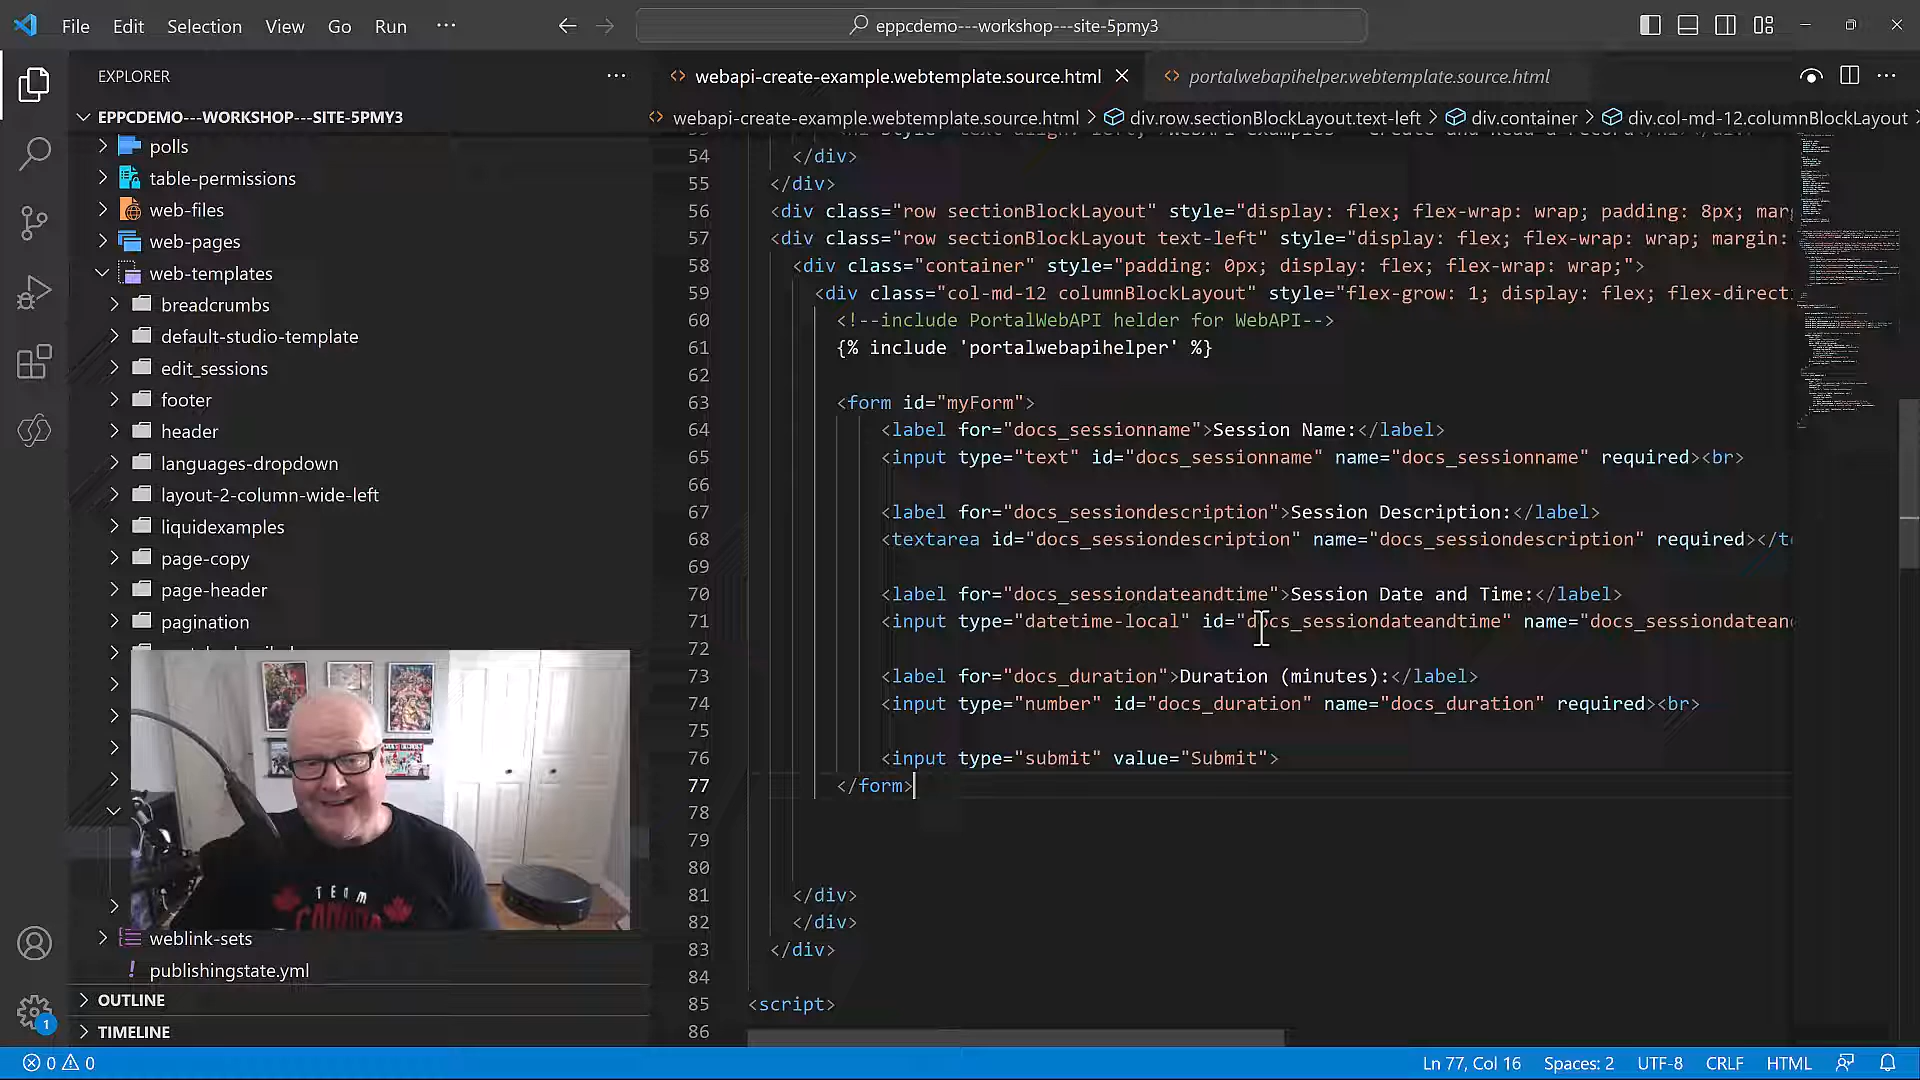 File Edit Selection View Go Run ···
eppcdemo---workshop---site-5pmy3
EXPLORER
webapi-create-example.webtemplate.source.html
portalwebapihelper.webtemplate.source.html
EPPCDEMO---WORKSHOP---SITE-5PMY3
webapi-create-example.webtemplate.source.html > div.row.sectionBlockLayout.text-left > div.container > div.col-md-12.columnBlockLayout >
polls
table-permissions
web-files
web-pages
web-templates
breadcrumbs
default-studio-template
edit_sessions
footer
header
languages-dropdown
layout-2-column-wide-left
liquidexamples
page-copy
page-header
pagination
weblink-sets
! publishingstate.yml
OUTLINE
TIMELINE
54 </div>
55 </div>
56 <div class="row sectionBlockLayout" style="display: flex; flex-wrap: wrap; padding: 8px; mar
57 <div class="row sectionBlockLayout text-left" style="display: flex; flex-wrap: wrap; margin:
58 <div class="container" style="padding: 0px; display: flex; flex-wrap: wrap;">
59 <div class="col-md-12 columnBlockLayout" style="flex-grow: 1; display: flex; flex-directi
60 <!--include PortalWebAPI helder for WebAPI-->
61 {% include 'portalwebapihelper' %}
62
63 <form id="myForm">
64 <label for="docs_sessionname">Session Name:</label>
65 <input type="text" id="docs_sessionname" name="docs_sessionname" required><br>
66
67 <label for="docs_sessiondescription">Session Description:</label>
68 <textarea id="docs_sessiondescription" name="docs_sessiondescription" required></te
69
70 <label for="docs_sessiondateandtime">Session Date and Time:</label>
71 <input type="datetime-local" id="docs_sessiondateandtime" name="docs_sessiondatean
72
73 <label for="docs_duration">Duration (minutes):</label>
74 <input type="number" id="docs_duration" name="docs_duration" required><br>
75
76 <input type="submit" value="Submit">
77 </form>
78
79
80
81 </div>
82 </div>
83 </div>
84
85 <script>
86
TEAM
CANADA
1
0 0
Ln 77, Col 16 Spaces: 2 UTF-8 CRLF HTML